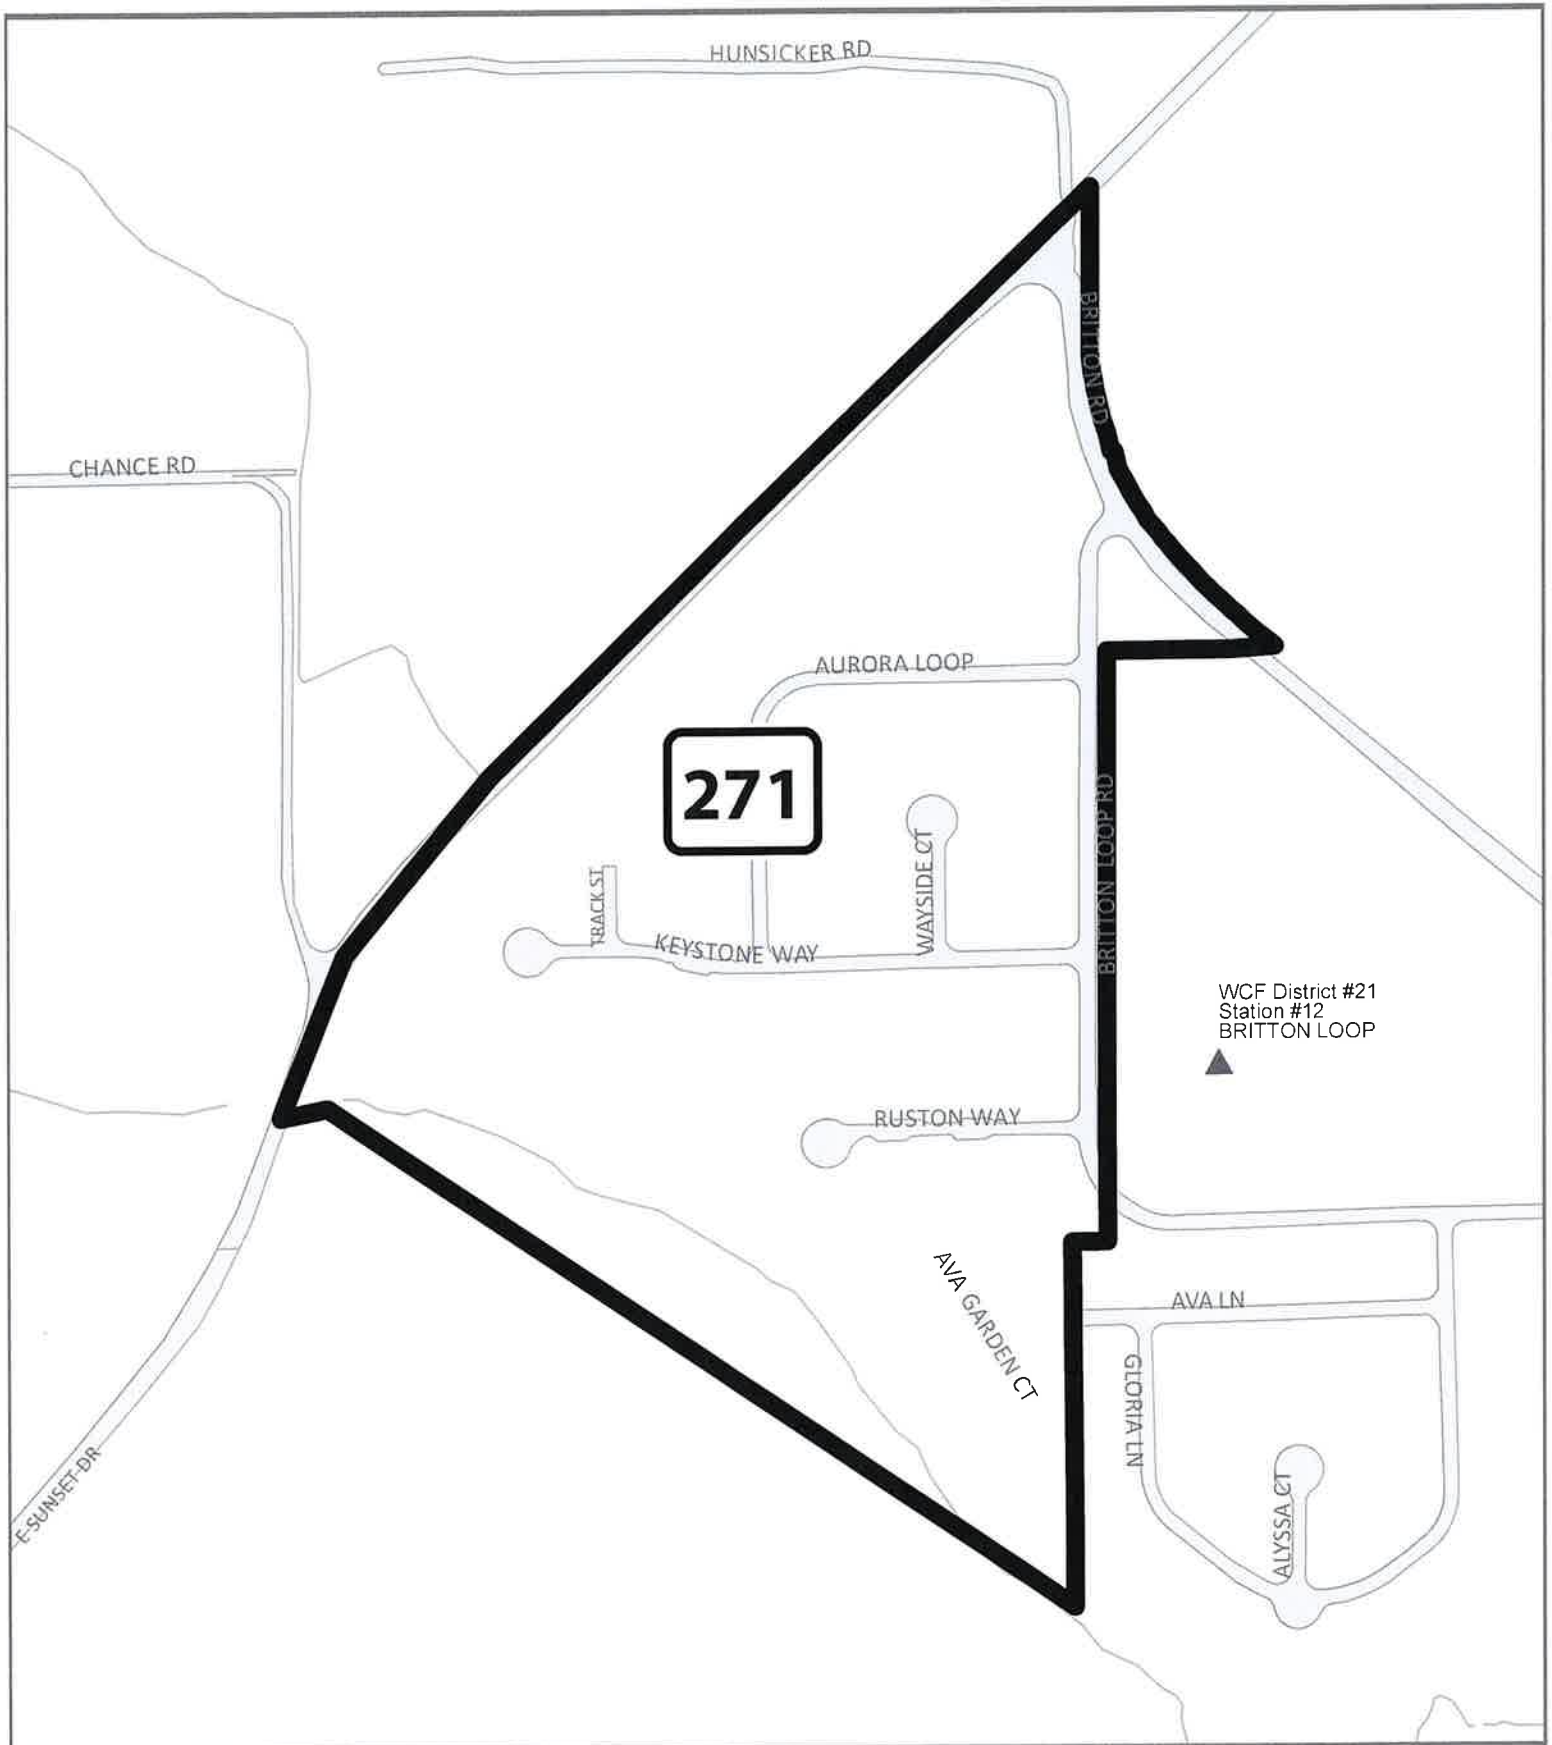 HUNSICKER RD
BRITTON RD
CHANCE RD
AURORA LOOP
271
BRITTON LOOP RD
WAYSIDE CT
TRACK ST
KEYSTONE WAY
WCF District #21
Station #12
BRITTON LOOP
RUSTON WAY
AVA GARDEN CT
AVA LN
GLORIA LN
ALYSSA CT
E SUNSET DR